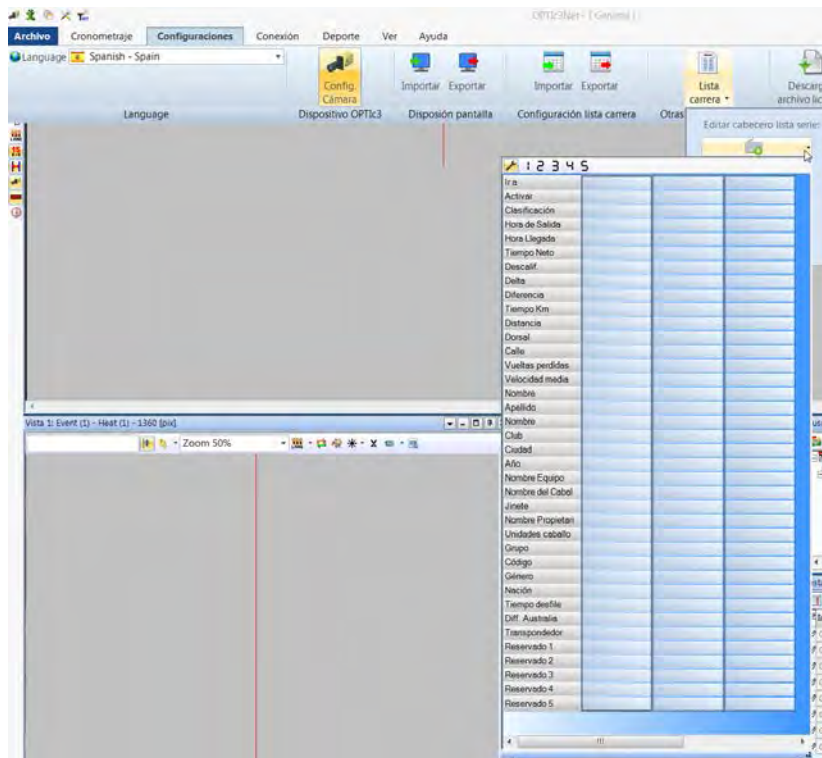 OPTIc3Net - [ General ]
Archivo Cronometraje Configuraciones Conexión Deporte Ver Ayuda
Language Spanish - Spain
Config. Cámara
Importar Exportar
Importar Exportar
Lista carrera
Descarg archivo lic
Language Dispositivo OPTIc3 Disposión pantalla Configuración lista carrera Otras
Editar cabecero lista serie:
1 2 3 4 5
Ir a
Activar
Clasificación
Hora de Salida
Hora Llegada
Tiempo Neto
Descalif.
Delta
Diferencia
Tiempo Km
Distancia
Dorsal
Calle
Vueltas perdidas
Velocidad media
Nombre
Apellido
Nombre
Club
Ciudad
Año
Nombre Equipo
Nombre del Cabal
Jinete
Nombre Propietari
Unidades caballo
Grupo
Código
Género
Nación
Tiempo desfile
Diff. Australia
Transpondedor
Reservado 1
Reservado 2
Reservado 3
Reservado 4
Reservado 5
Vista 1: Event (1) - Heat (1) - 1360 [pix]
Zoom 50%